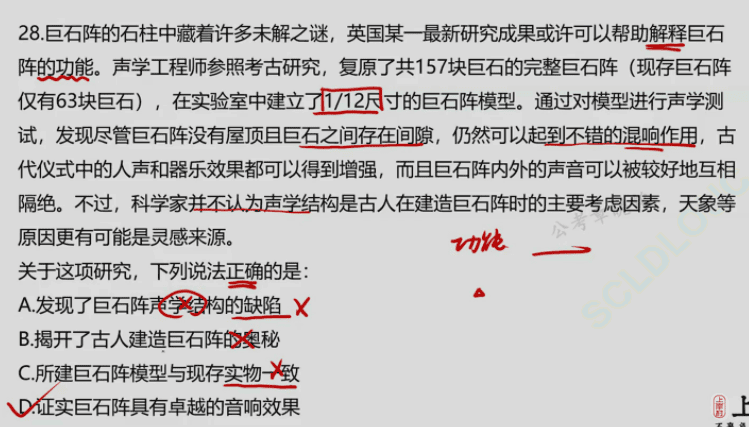 28.巨石阵的石柱中藏着许多未解之谜，英国某一最新研究成果或许可以帮助解释巨石
阵的功能。声学工程师参照考古研究，复原了共157块巨石的完整巨石阵（现存巨石阵
仅有63块巨石），在实验室中建立了1/12尺寸的巨石阵模型。通过对模型进行声学测
试，发现尽管巨石阵没有屋顶且巨石之间存在间隙，仍然可以起到不错的混响作用，古
代仪式中的人声和器乐效果都可以得到增强，而且巨石阵内外的声音可以被较好地互相
隔绝。不过，科学家并不认为声学结构是古人在建造巨石阵时的主要考虑因素，天象等
原因更有可能是灵感来源。
功能
关于这项研究，下列说法正确的是：
A.发现了巨石阵声学结构的缺陷
B.揭开了古人建造巨石阵的奥秘
C.所建巨石阵模型与现存实物一致
D.证实巨石阵具有卓越的音响效果
上